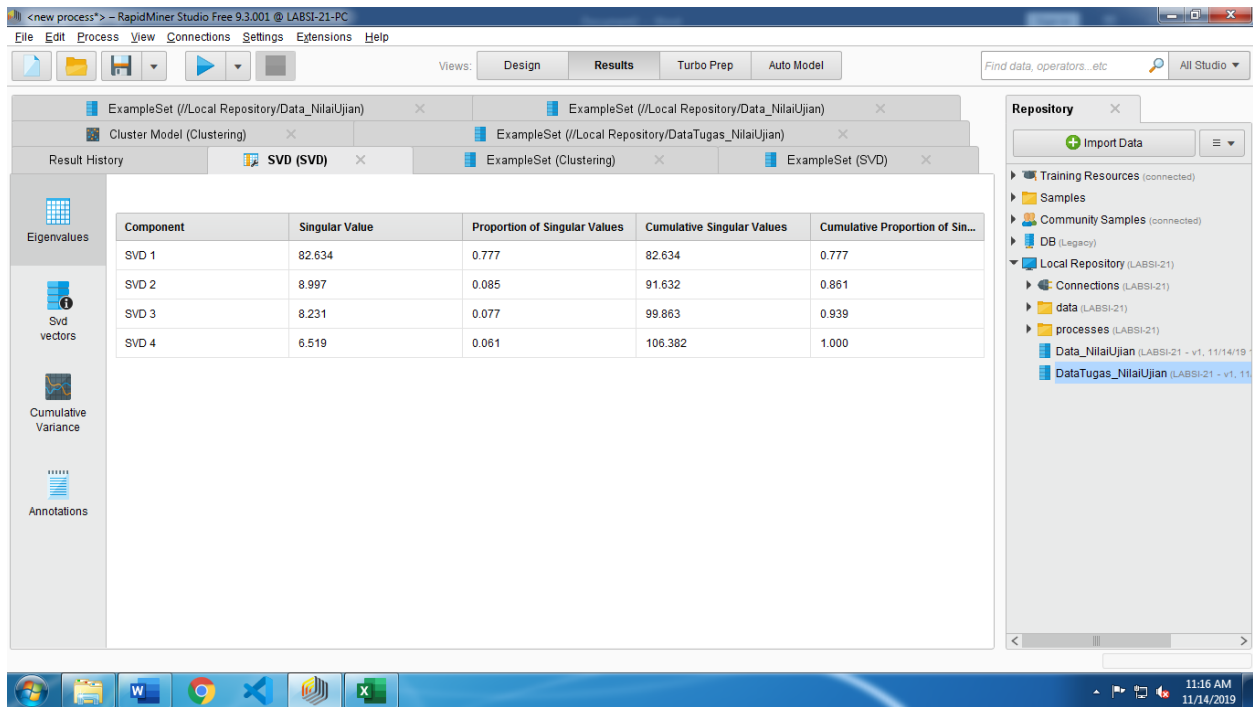 <new process*> – RapidMiner Studio Free 9.3.001 @ LABSI-21-PC
File Edit Process View Connections Settings Extensions Help
Views: Design Results Turbo Prep Auto Model Find data, operators...etc All Studio
ExampleSet (//Local Repository/Data_NilaiUjian) ExampleSet (//Local Repository/Data_NilaiUjian)
Cluster Model (Clustering) ExampleSet (//Local Repository/DataTugas_NilaiUjian)
Result History SVD (SVD) ExampleSet (Clustering) ExampleSet (SVD)
Eigenvalues
Svd
vectors
Cumulative
Variance
Annotations
Component Singular Value Proportion of Singular Values Cumulative Singular Values Cumulative Proportion of Sin...
SVD 1 82.634 0.777 82.634 0.777
SVD 2 8.997 0.085 91.632 0.861
SVD 3 8.231 0.077 99.863 0.939
SVD 4 6.519 0.061 106.382 1.000
Repository
Import Data
Training Resources (connected)
Samples
Community Samples (connected)
DB (Legacy)
Local Repository (LABSI-21)
Connections (LABSI-21)
data (LABSI-21)
processes (LABSI-21)
Data_NilaiUjian (LABSI-21 - v1, 11/14/19
DataTugas_NilaiUjian (LABSI-21 - v1, 11
11:16 AM
11/14/2019